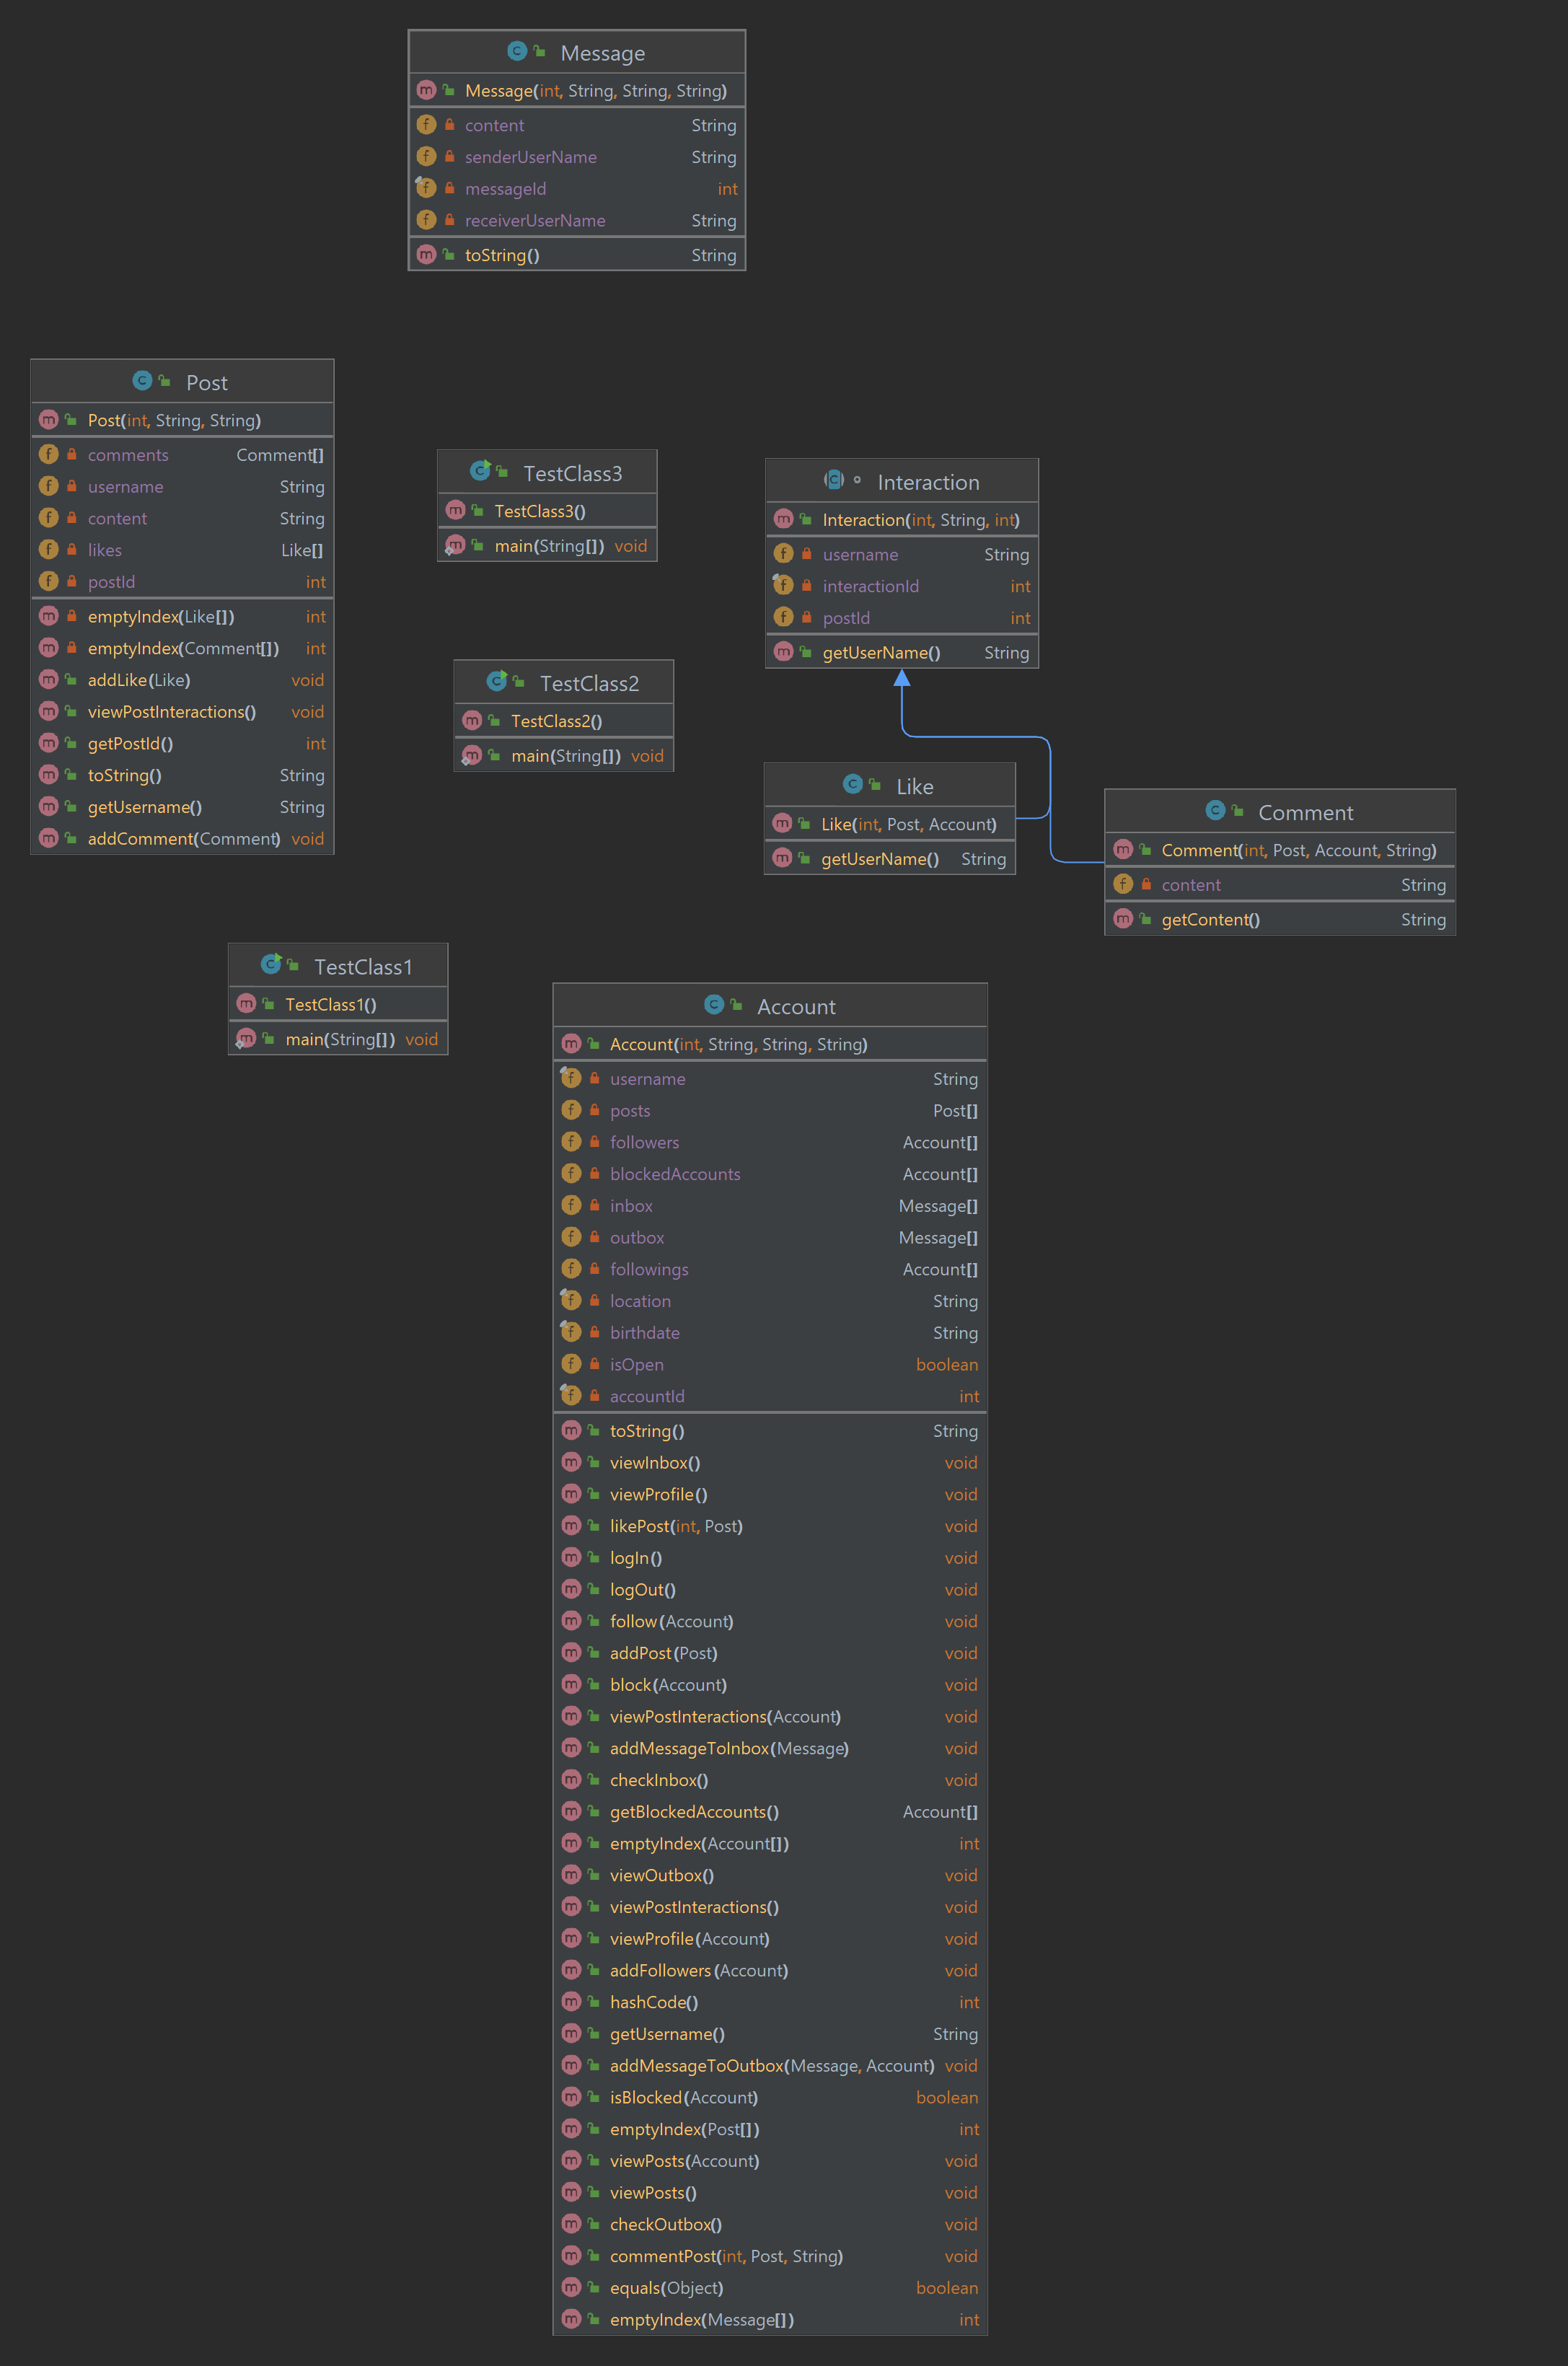 Message
Message(int, String, String, String)
content String
senderUserName String
messageId int
receiverUserName String
toString() String
Post
Post(int, String, String)
comments Comment[]
username String
content String
likes Like[]
postId int
emptyIndex(Like[]) int
emptyIndex(Comment[]) int
addLike(Like) void
viewPostInteractions() void
getPostId() int
toString() String
getUsername() String
addComment(Comment) void
TestClass3
TestClass3()
main(String[]) void
Interaction
Interaction(int, String, int)
username String
interactionId int
postId int
getUserName() String
TestClass2
TestClass2()
main(String[]) void
Like
Like(int, Post, Account)
getUserName() String
Comment
Comment(int, Post, Account, String)
content String
getContent() String
TestClass1
TestClass1()
main(String[]) void
Account
Account(int, String, String, String)
username String
posts Post[]
followers Account[]
blockedAccounts Account[]
inbox Message[]
outbox Message[]
followings Account[]
location String
birthdate String
isOpen boolean
accountId int
toString() String
viewInbox() void
viewProfile() void
likePost(int, Post) void
logIn() void
logOut() void
follow(Account) void
addPost(Post) void
block(Account) void
viewPostInteractions(Account) void
addMessageToInbox(Message) void
checkInbox() void
getBlockedAccounts() Account[]
emptyIndex(Account[]) int
viewOutbox() void
viewPostInteractions() void
viewProfile(Account) void
addFollowers(Account) void
hashCode() int
getUsername() String
addMessageToOutbox(Message, Account) void
isBlocked(Account) boolean
emptyIndex(Post[]) int
viewPosts(Account) void
viewPosts() void
checkOutbox() void
commentPost(int, Post, String) void
equals(Object) boolean
emptyIndex(Message[]) int